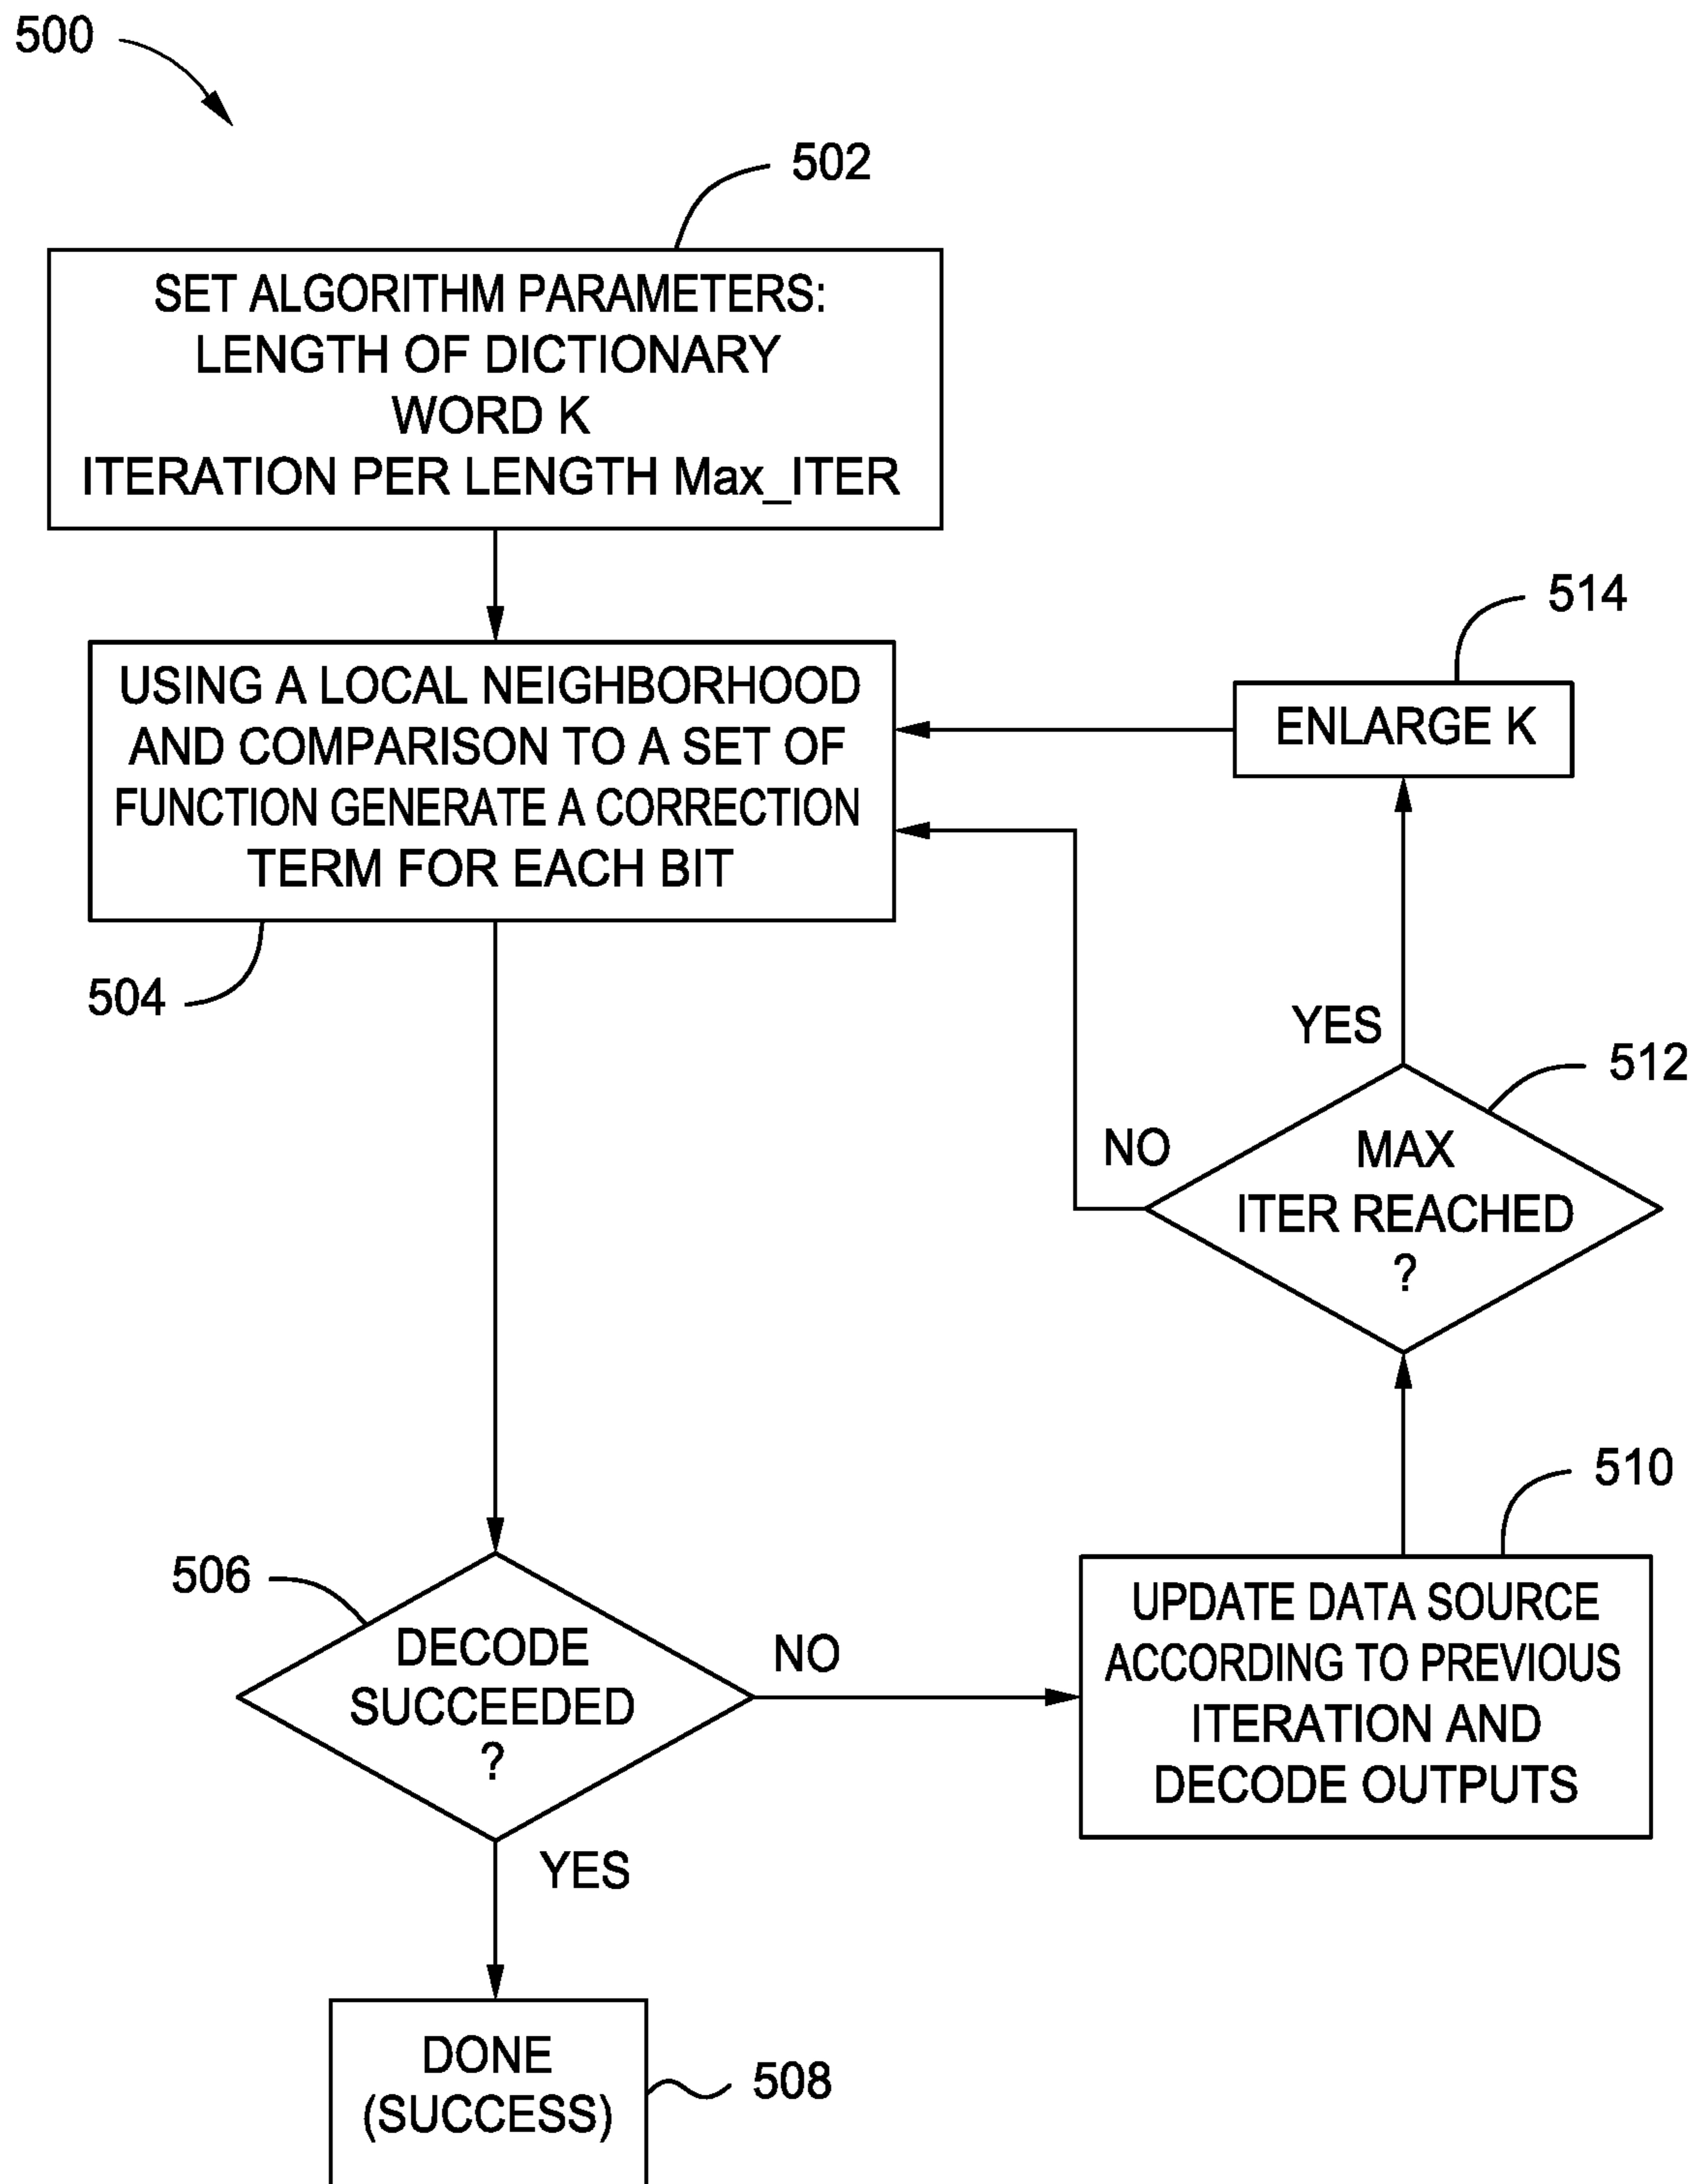 500
502
SET ALGORITHM PARAMETERS:
LENGTH OF DICTIONARY
WORD K
ITERATION PER LENGTH Max_ITER
514
USING A LOCAL NEIGHBORHOOD
AND COMPARISON TO A SET OF
FUNCTION GENERATE A CORRECTION
TERM FOR EACH BIT
ENLARGE K
504
YES
512
NO
MAX
ITER REACHED
?
510
506
DECODE
SUCCEEDED
?
NO
UPDATE DATA SOURCE
ACCORDING TO PREVIOUS
ITERATION AND
DECODE OUTPUTS
YES
DONE
(SUCCESS)
508